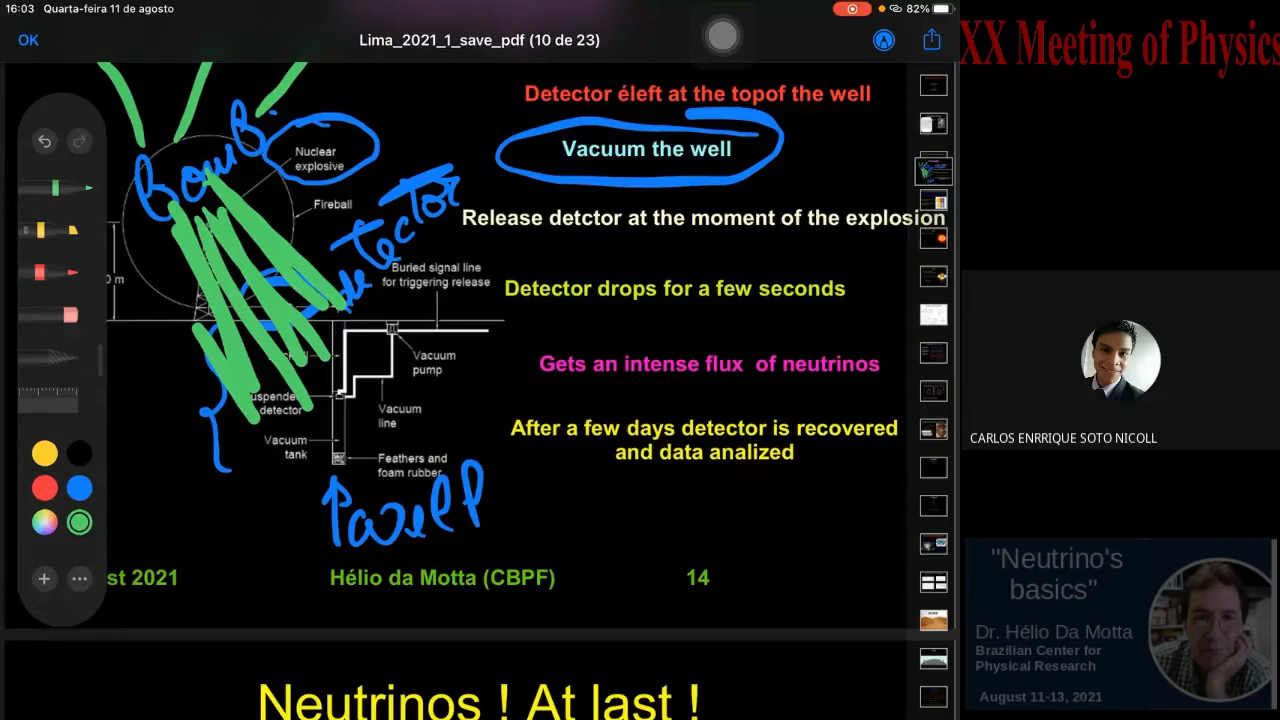 16:03 Quarta-feira 11 de agosto
82%
OK
Lima_2021_1_save_pdf (10 de 23)
XX Meeting of Physics
Detector éleft at the topof the well
Vacuum the well
Release detctor at the moment of the explosion
Detector drops for a few seconds
Gets an intense flux of neutrinos
After a few days detector is recovered
and data analized
BomB
Nuclear
explosive
Fireball
0 m
detector
Buried signal line
for triggering release
Vacuum
pump
uspended
detector
Vacuum
line
Vacuum
tank
Feathers and
foam rubber
well
st 2021
Hélio da Motta (CBPF)
14
Neutrinos ! At last !
CARLOS ENRRIQUE SOTO NICOLL
"Neutrino's
basics"
Dr. Hélio Da Motta
Brazilian Center for
Physical Research
August 11-13, 2021